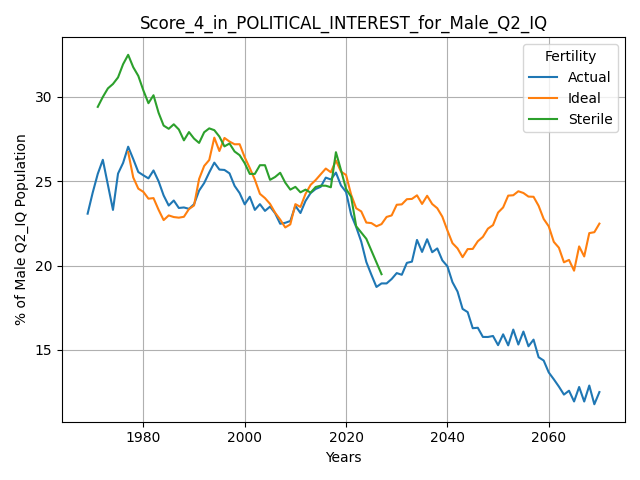 Score_4_in_POLITICAL_INTEREST_for_Male_Q2_IQ
Fertility
Actual
Ideal
Sterile
% of Male Q2_IQ Population
30
25
20
15
1980
2000
2020
2040
2060
Years